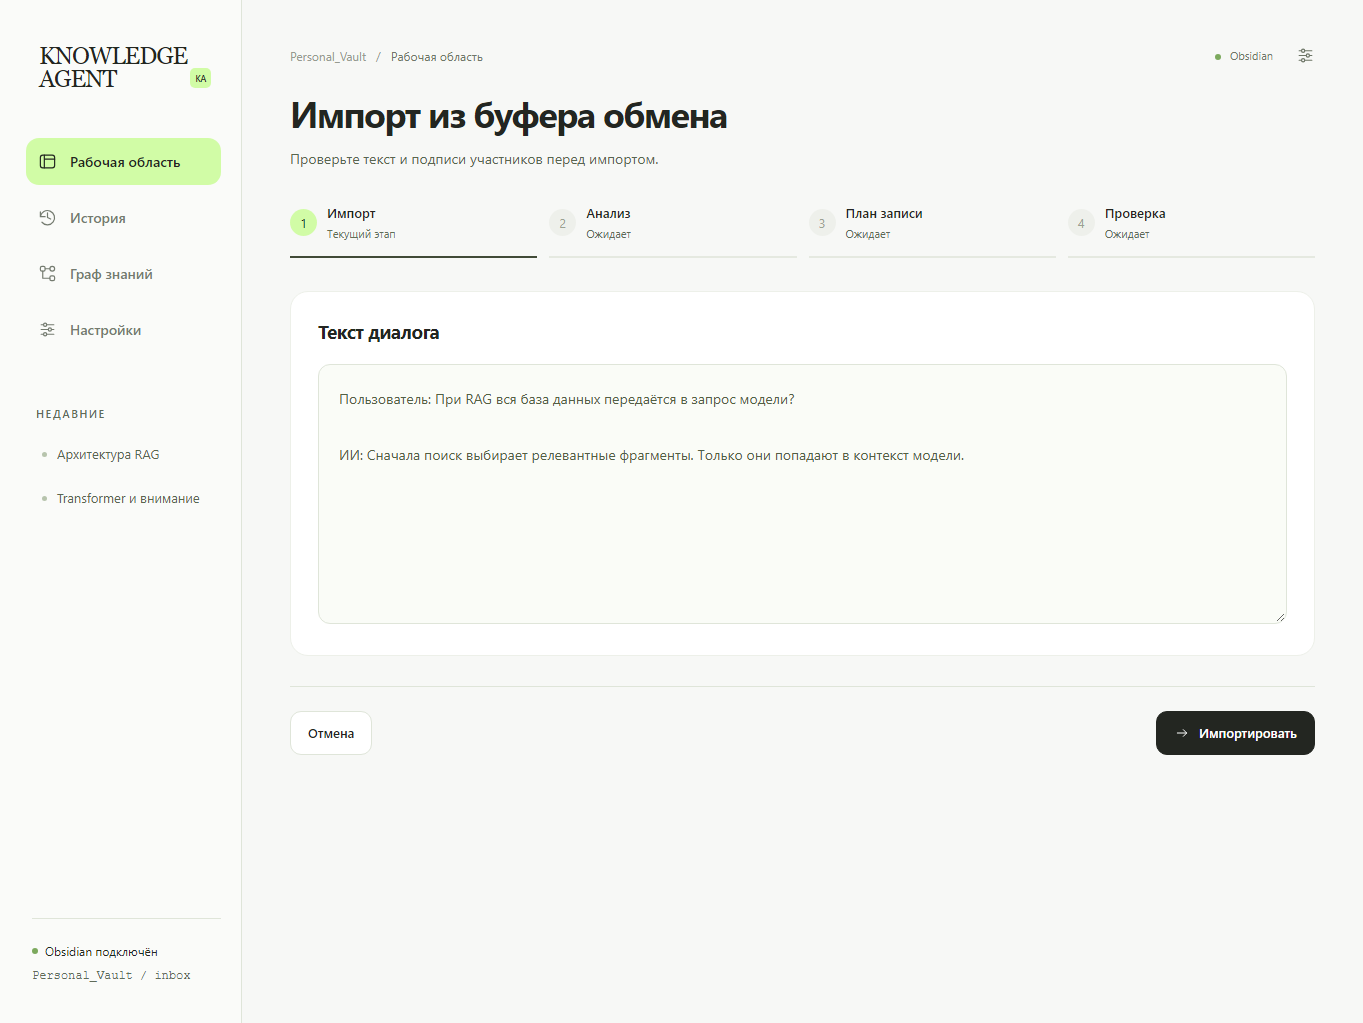 KNOWLEDGE
AGENT
KA
Рабочая область
История
Граф знаний
Настройки
НЕДАВНИЕ
Архитектура RAG
Transformer и внимание
Obsidian подключён
Personal_Vault / inbox
Personal_Vault / Рабочая область
Obsidian
Импорт из буфера обмена
Проверьте текст и подписи участников перед импортом.
1
Импорт
Текущий этап
2
Анализ
Ожидает
3
План записи
Ожидает
4
Проверка
Ожидает
Текст диалога
Пользователь: При RAG вся база данных передаётся в запрос модели?
ИИ: Сначала поиск выбирает релевантные фрагменты. Только они попадают в контекст модели.
Отмена
Импортировать